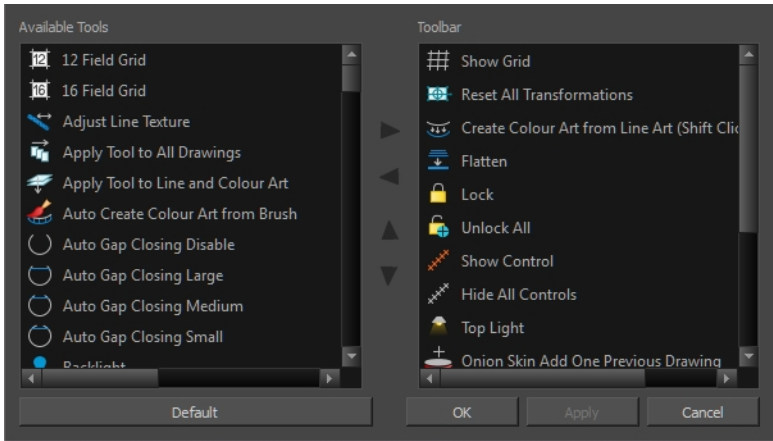 Available Tools
12 Field Grid
16 Field Grid
Adjust Line Texture
Apply Tool to All Drawings
Apply Tool to Line and Colour Art
Auto Create Colour Art from Brush
Auto Gap Closing Disable
Auto Gap Closing Large
Auto Gap Closing Medium
Auto Gap Closing Small
Backlight
Default
Toolbar
Show Grid
Reset All Transformations
Create Colour Art from Line Art (Shift Clic
Flatten
Lock
Unlock All
Show Control
Hide All Controls
Top Light
Onion Skin Add One Previous Drawing
OK
Apply
Cancel